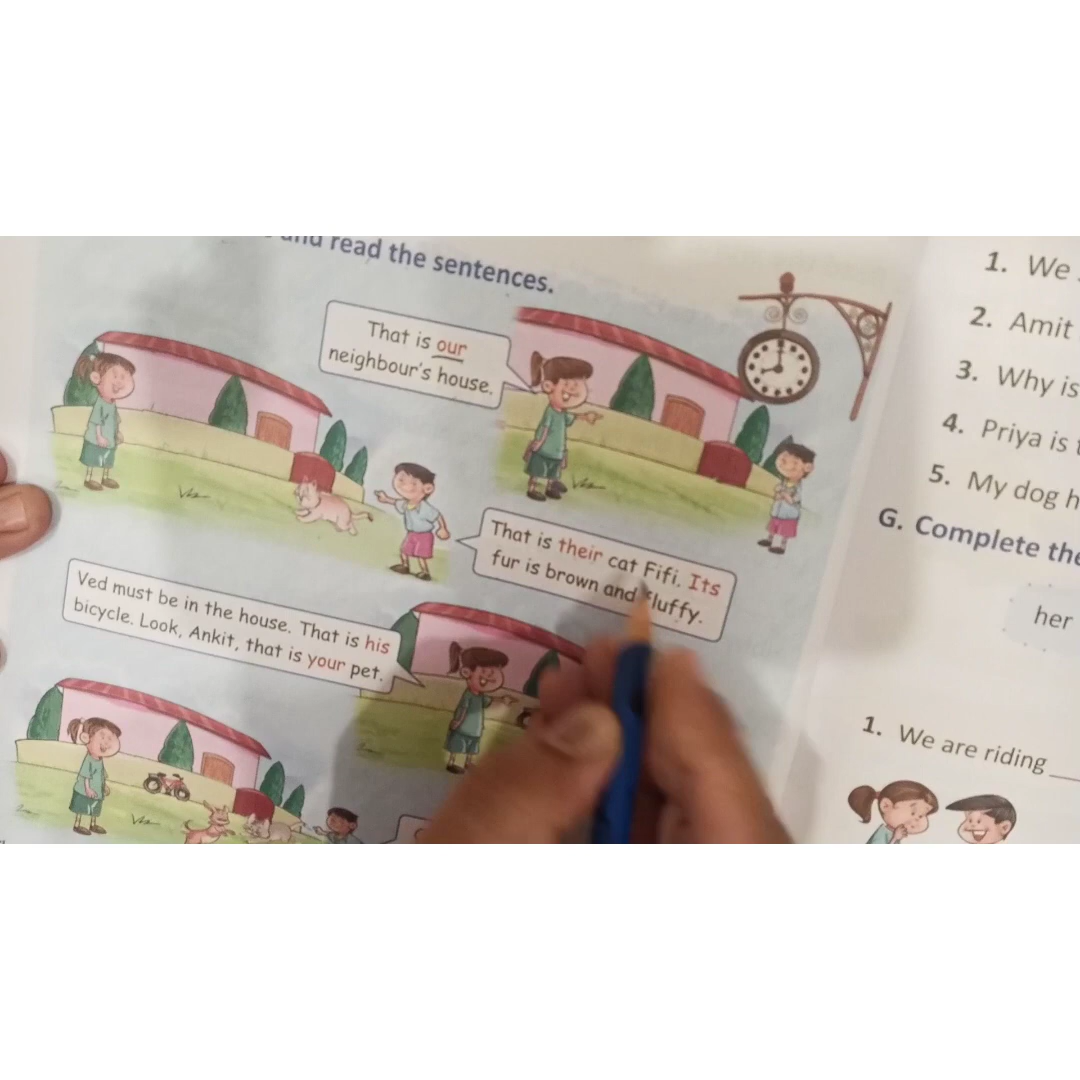 and read the sentences.
That is our
neighbour's house.
That is their cat Fifi. Its
fur is brown and fluffy.
Ved must be in the house. That is his
bicycle. Look, Ankit, that is your pet.
1. We
2. Amit
3. Why is
4. Priya is
5. My dog h
G. Complete the
her
1. We are riding